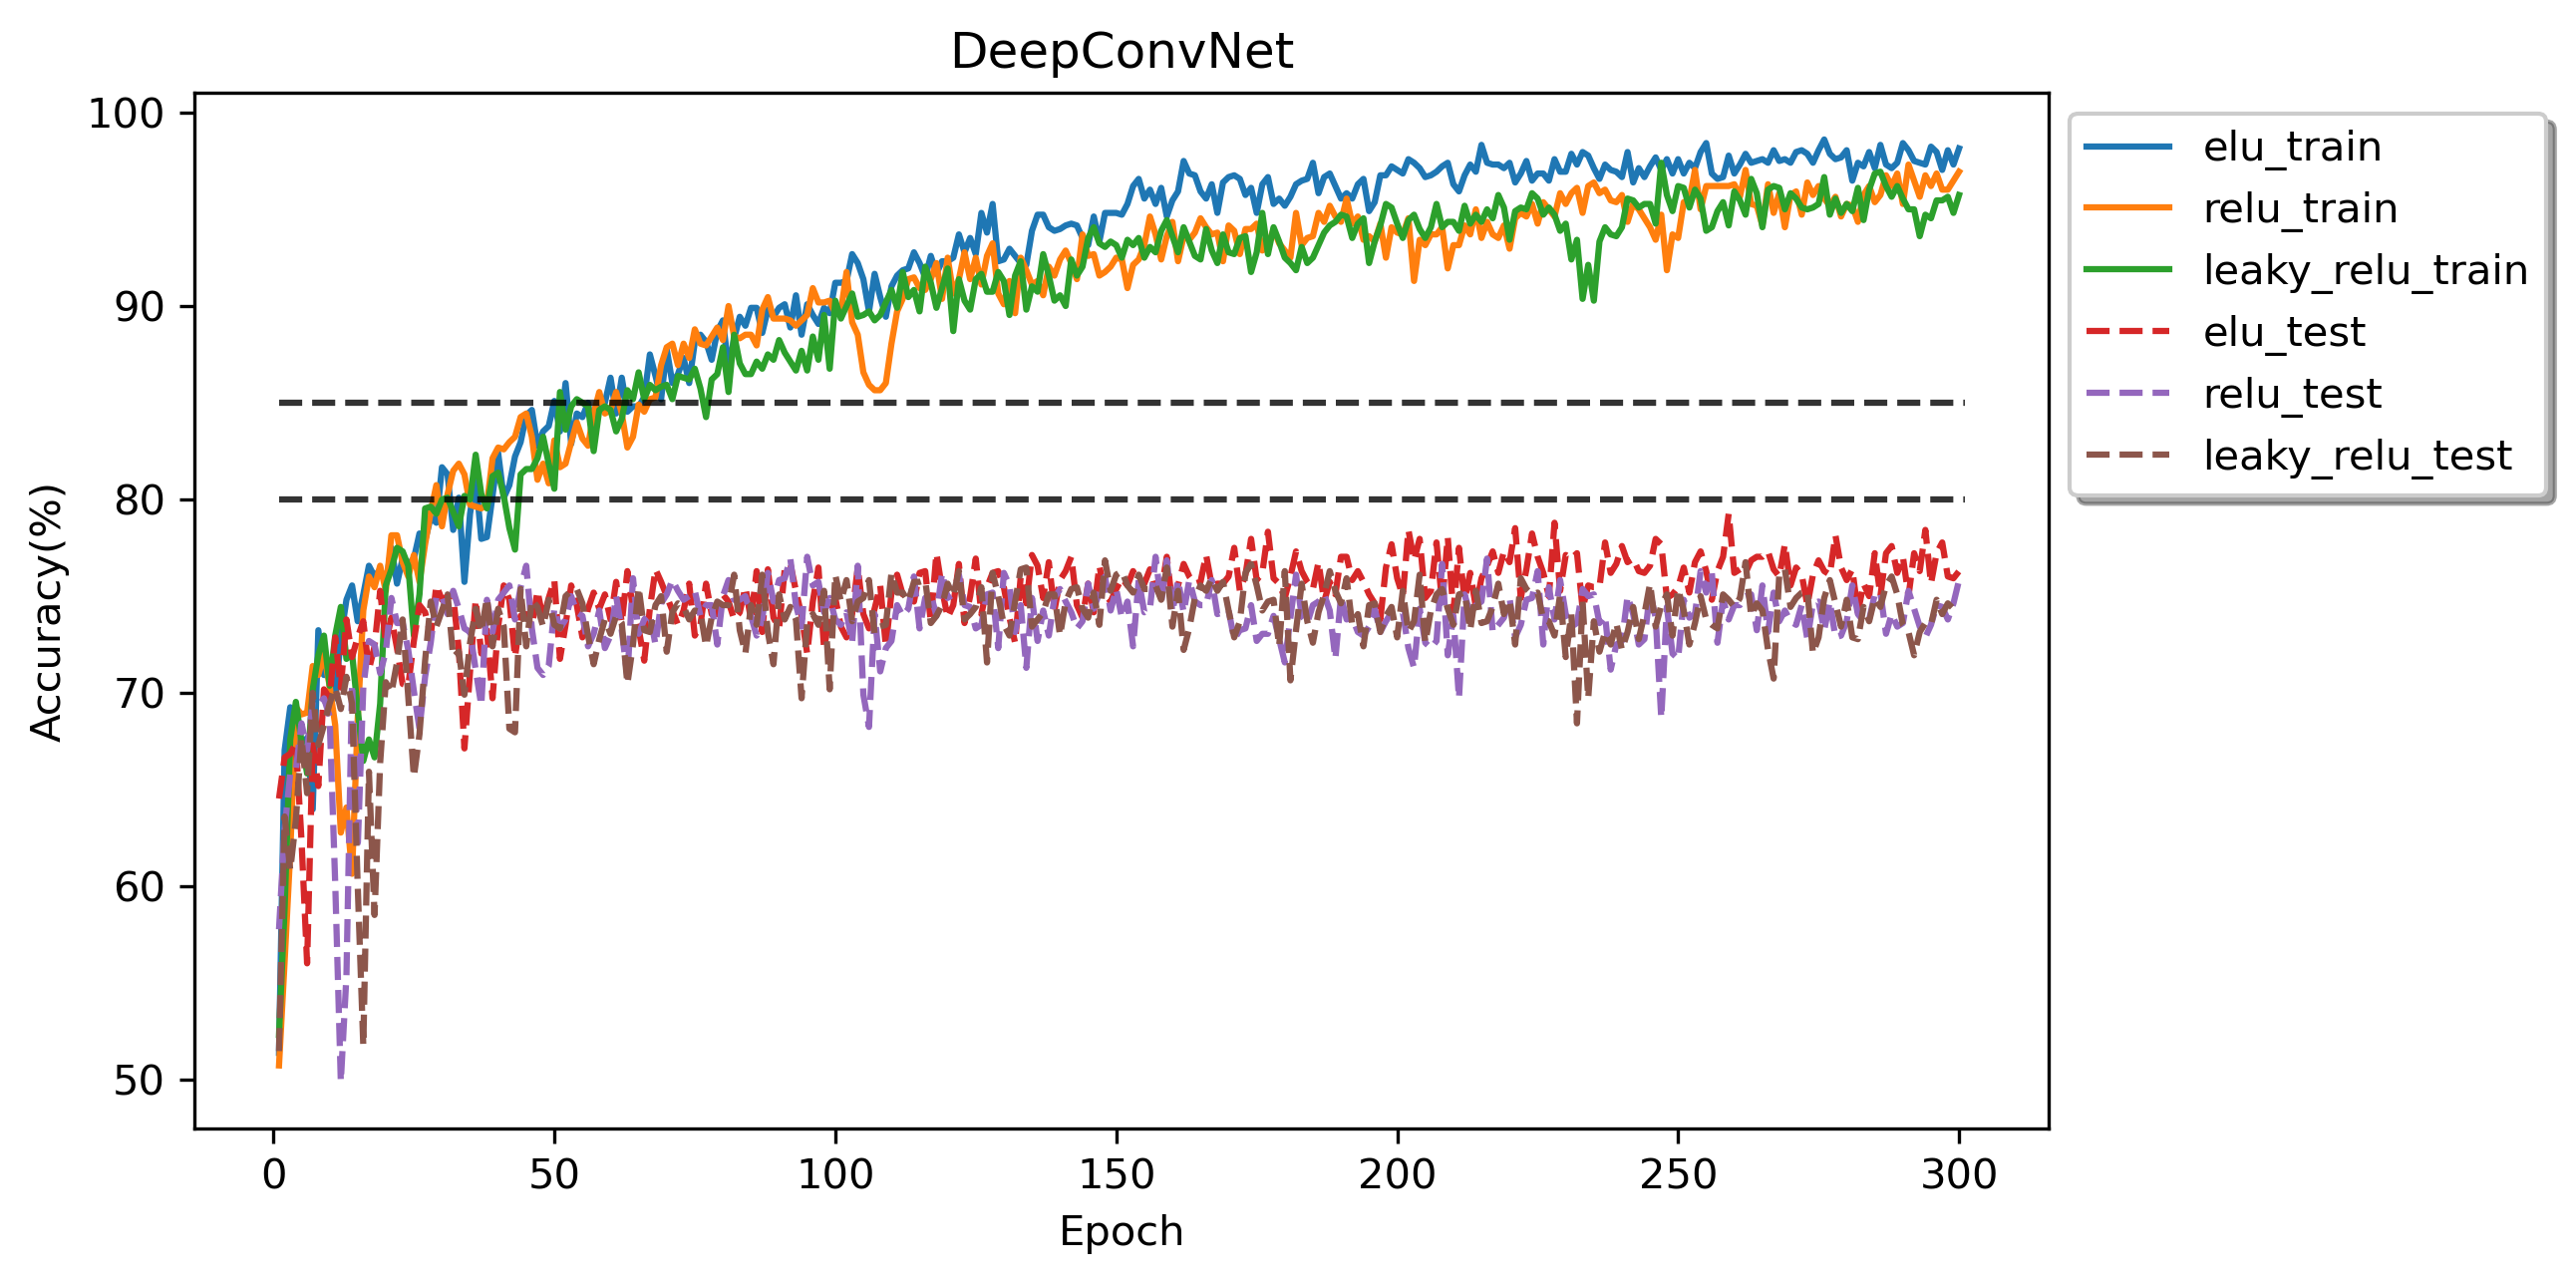 DeepConvNet
100
90
80
70
60
50
Accuracy(%)
0 50 100 150 200 250 300
Epoch
elu_train
relu_train
leaky_relu_train
elu_test
relu_test
leaky_relu_test